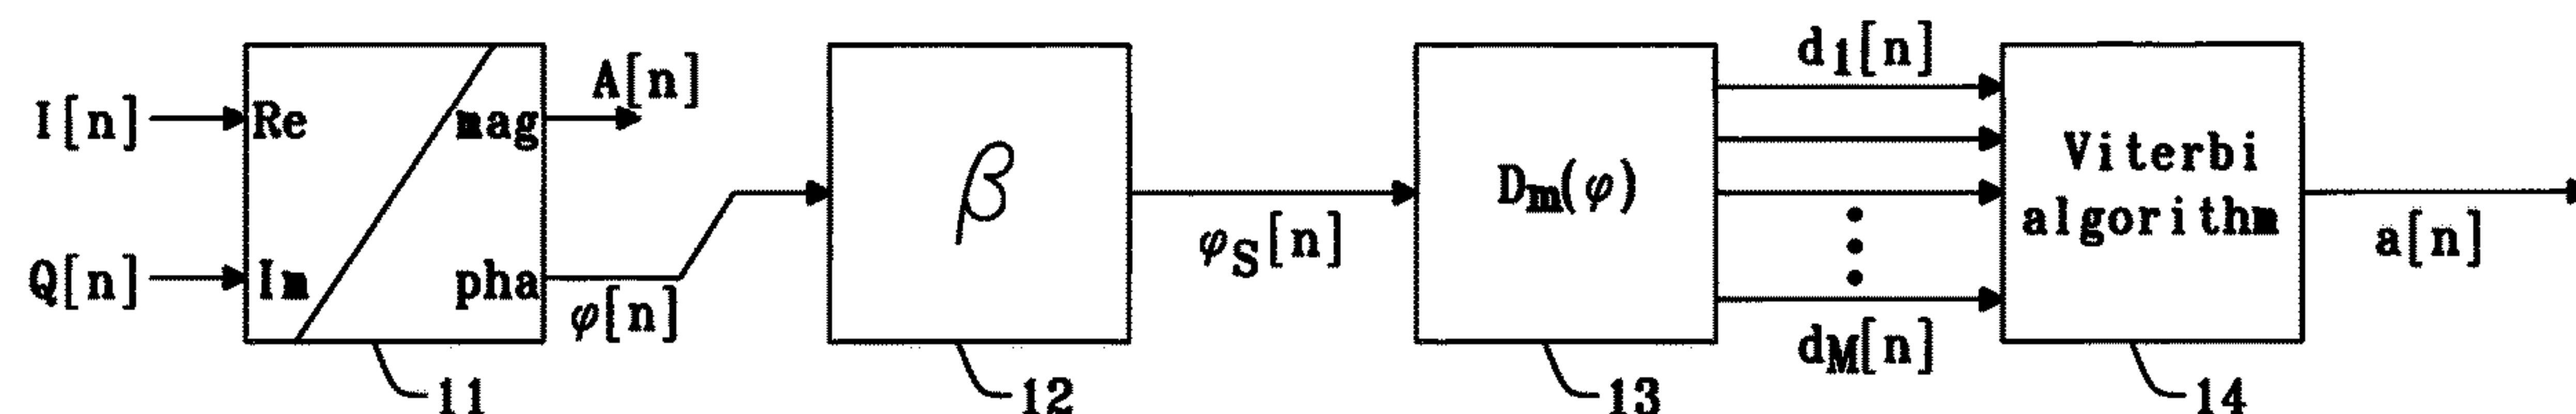 I[n]
Q[n]
Re
Im
mag
pha
A[n]
φ[n]
11
β
12
φS[n]
Dm(φ)
13
d1[n]
dM[n]
Viterbi
algorithm
14
a[n]